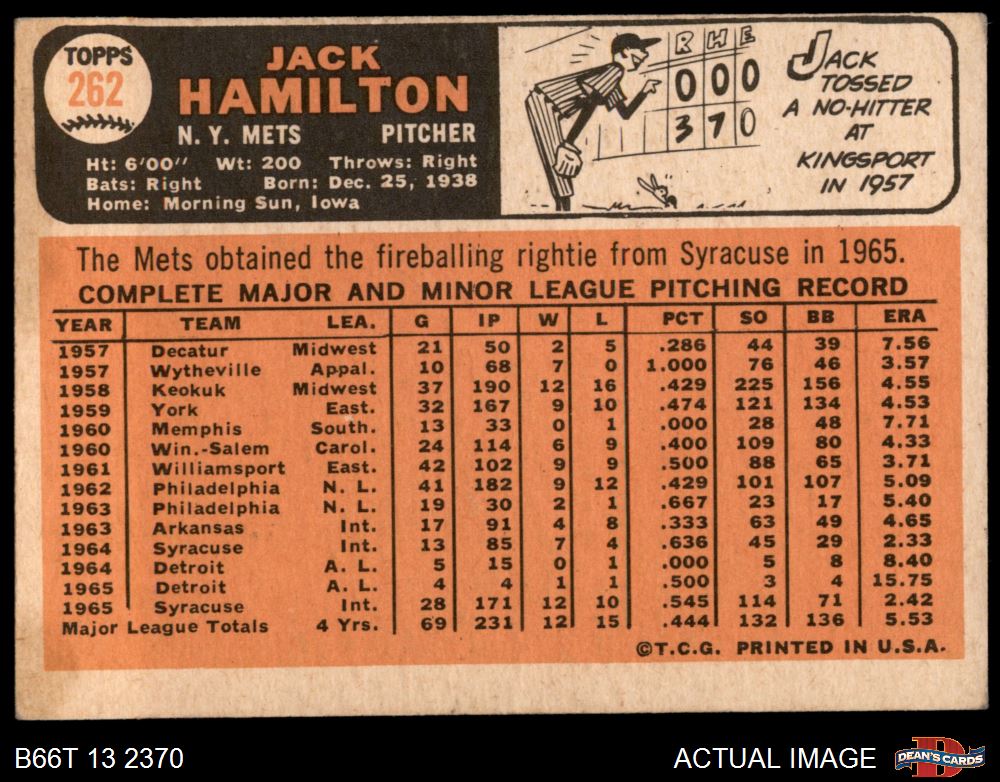 TOPPS
262
JACK
HAMILTON
N. Y. METS PITCHER
Ht: 6'00" Wt: 200 Throws: Right
Bats: Right Born: Dec. 25, 1938
Home: Morning Sun, Iowa
R H E
0 0 0
3 7 0
JACK
TOSSED
A NO-HITTER
AT
KINGSPORT
IN 1957
The Mets obtained the fireballing rightie from Syracuse in 1965.
COMPLETE MAJOR AND MINOR LEAGUE PITCHING RECORD
YEAR TEAM LEA. G IP W L PCT SO BB ERA
1957 Decatur Midwest 21 50 2 5 .286 44 39 7.56
1957 Wytheville Appal. 10 68 7 0 1.000 76 46 3.57
1958 Keokuk Midwest 37 190 12 16 .429 225 156 4.55
1959 York East. 32 167 9 10 .474 121 134 4.53
1960 Memphis South. 13 33 0 1 .000 28 48 7.71
1960 Win.-Salem Carol. 24 114 6 9 .400 109 80 4.33
1961 Williamsport East. 42 102 9 9 .500 88 65 3.71
1962 Philadelphia N. L. 41 182 9 12 .429 101 107 5.09
1963 Philadelphia N. L. 19 30 2 1 .667 23 17 5.40
1963 Arkansas Int. 17 91 4 8 .333 63 49 4.65
1964 Syracuse Int. 13 85 7 4 .636 45 29 2.33
1964 Detroit A. L. 5 15 0 1 .000 5 8 8.40
1965 Detroit A. L. 4 4 1 1 .500 3 4 15.75
1965 Syracuse Int. 28 171 12 10 .545 114 71 2.42
Major League Totals 4 Yrs. 69 231 12 15 .444 132 136 5.53
©T.C.G. PRINTED IN U.S.A.
B66T 13 2370
ACTUAL IMAGE
D
DEAN'S CARDS